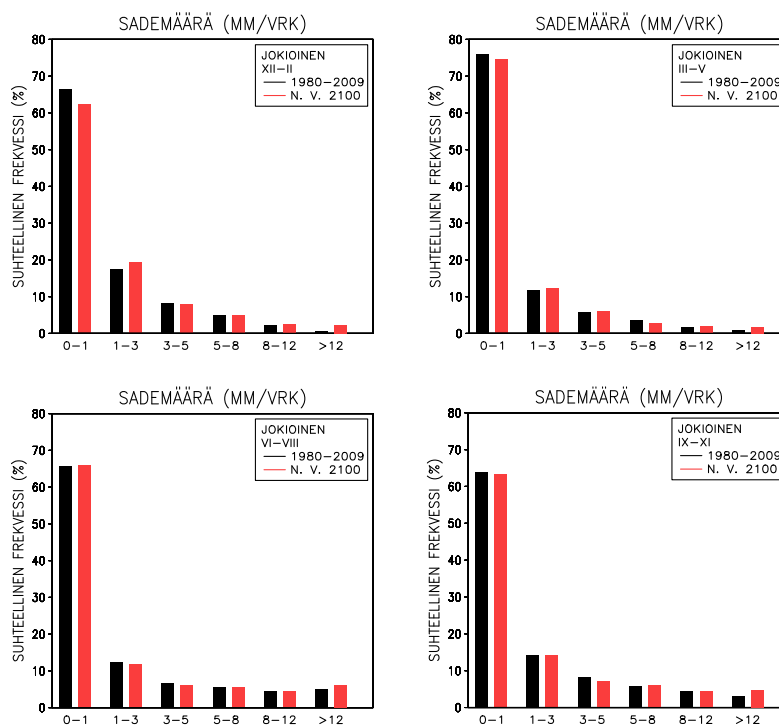 SADEMÄÄRÄ (MM/VRK)
SUHTEELLINEN FREKVESSI (%)
80
70
60
50
40
30
20
10
0
0-1 1-3 3-5 5-8 8-12 >12
JOKIOINEN
XII-II
1980-2009
N. V. 2100
SADEMÄÄRÄ (MM/VRK)
SUHTEELLINEN FREKVESSI (%)
80
70
60
50
40
30
20
10
0
0-1 1-3 3-5 5-8 8-12 >12
JOKIOINEN
III-V
1980-2009
N. V. 2100
SADEMÄÄRÄ (MM/VRK)
SUHTEELLINEN FREKVESSI (%)
80
70
60
50
40
30
20
10
0
0-1 1-3 3-5 5-8 8-12 >12
JOKIOINEN
VI-VIII
1980-2009
N. V. 2100
SADEMÄÄRÄ (MM/VRK)
SUHTEELLINEN FREKVESSI (%)
80
70
60
50
40
30
20
10
0
0-1 1-3 3-5 5-8 8-12 >12
JOKIOINEN
IX-XI
1980-2009
N. V. 2100